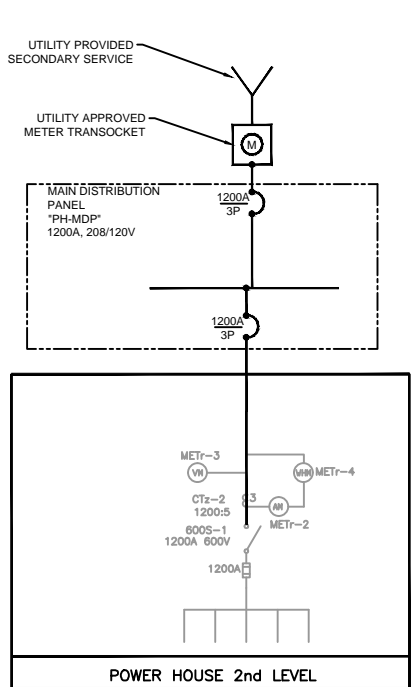 UTILITY PROVIDED
SECONDARY SERVICE
UTILITY APPROVED
METER TRANSOCKET
M
MAIN DISTRIBUTION
PANEL
"PH-MDP"
1200A, 208/120V
1200A
3P
1200A
3P
METr-3
VM
WHM
METr-4
CTz-2
1200:5
3
AM
METr-2
600S-1
1200A 600V
1200A
POWER HOUSE 2nd LEVEL